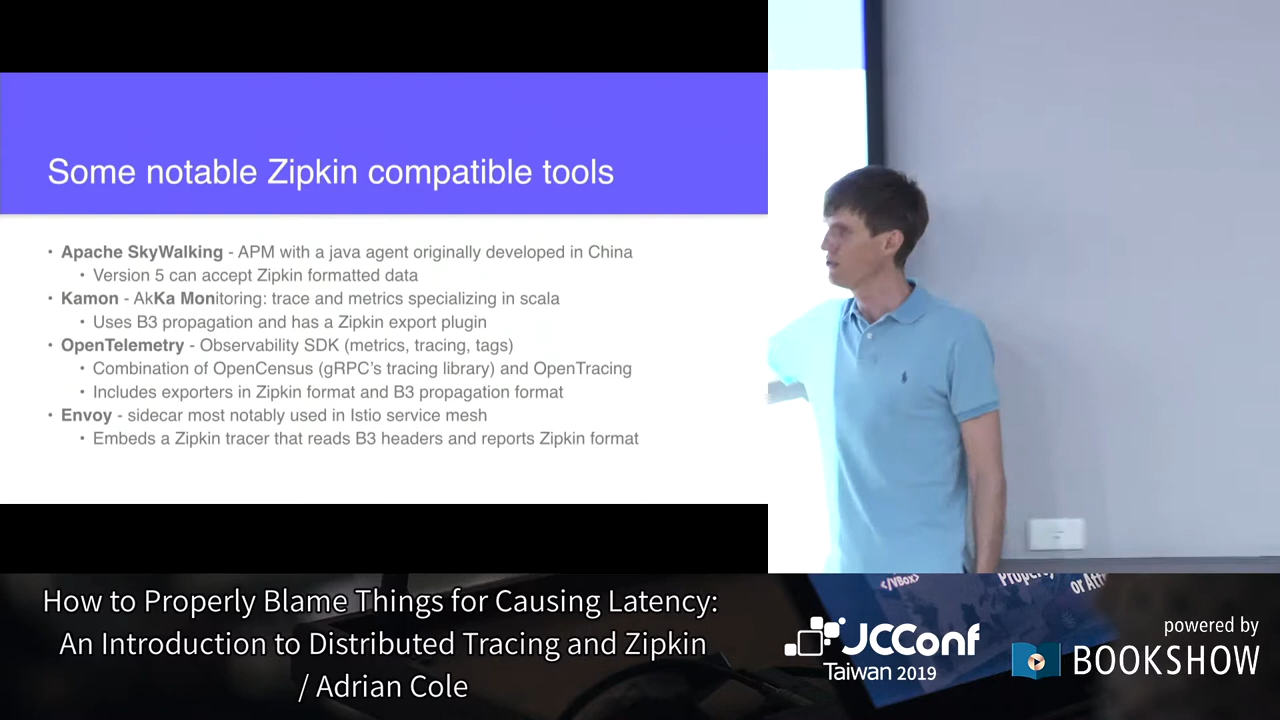 Some notable Zipkin compatible tools
• Apache SkyWalking - APM with a java agent originally developed in China
• Version 5 can accept Zipkin formatted data
• Kamon - AkKa Monitoring: trace and metrics specializing in scala
• Uses B3 propagation and has a Zipkin export plugin
• OpenTelemetry - Observability SDK (metrics, tracing, tags)
• Combination of OpenCensus (gRPC's tracing library) and OpenTracing
• Includes exporters in Zipkin format and B3 propagation format
• Envoy - sidecar most notably used in Istio service mesh
• Embeds a Zipkin tracer that reads B3 headers and reports Zipkin format
</VBox>
or
How to Properly Blame Things for Causing Latency:
An Introduction to Distributed Tracing and Zipkin
/ Adrian Cole
JCConf
Taiwan 2019
powered by
BOOKSHOW